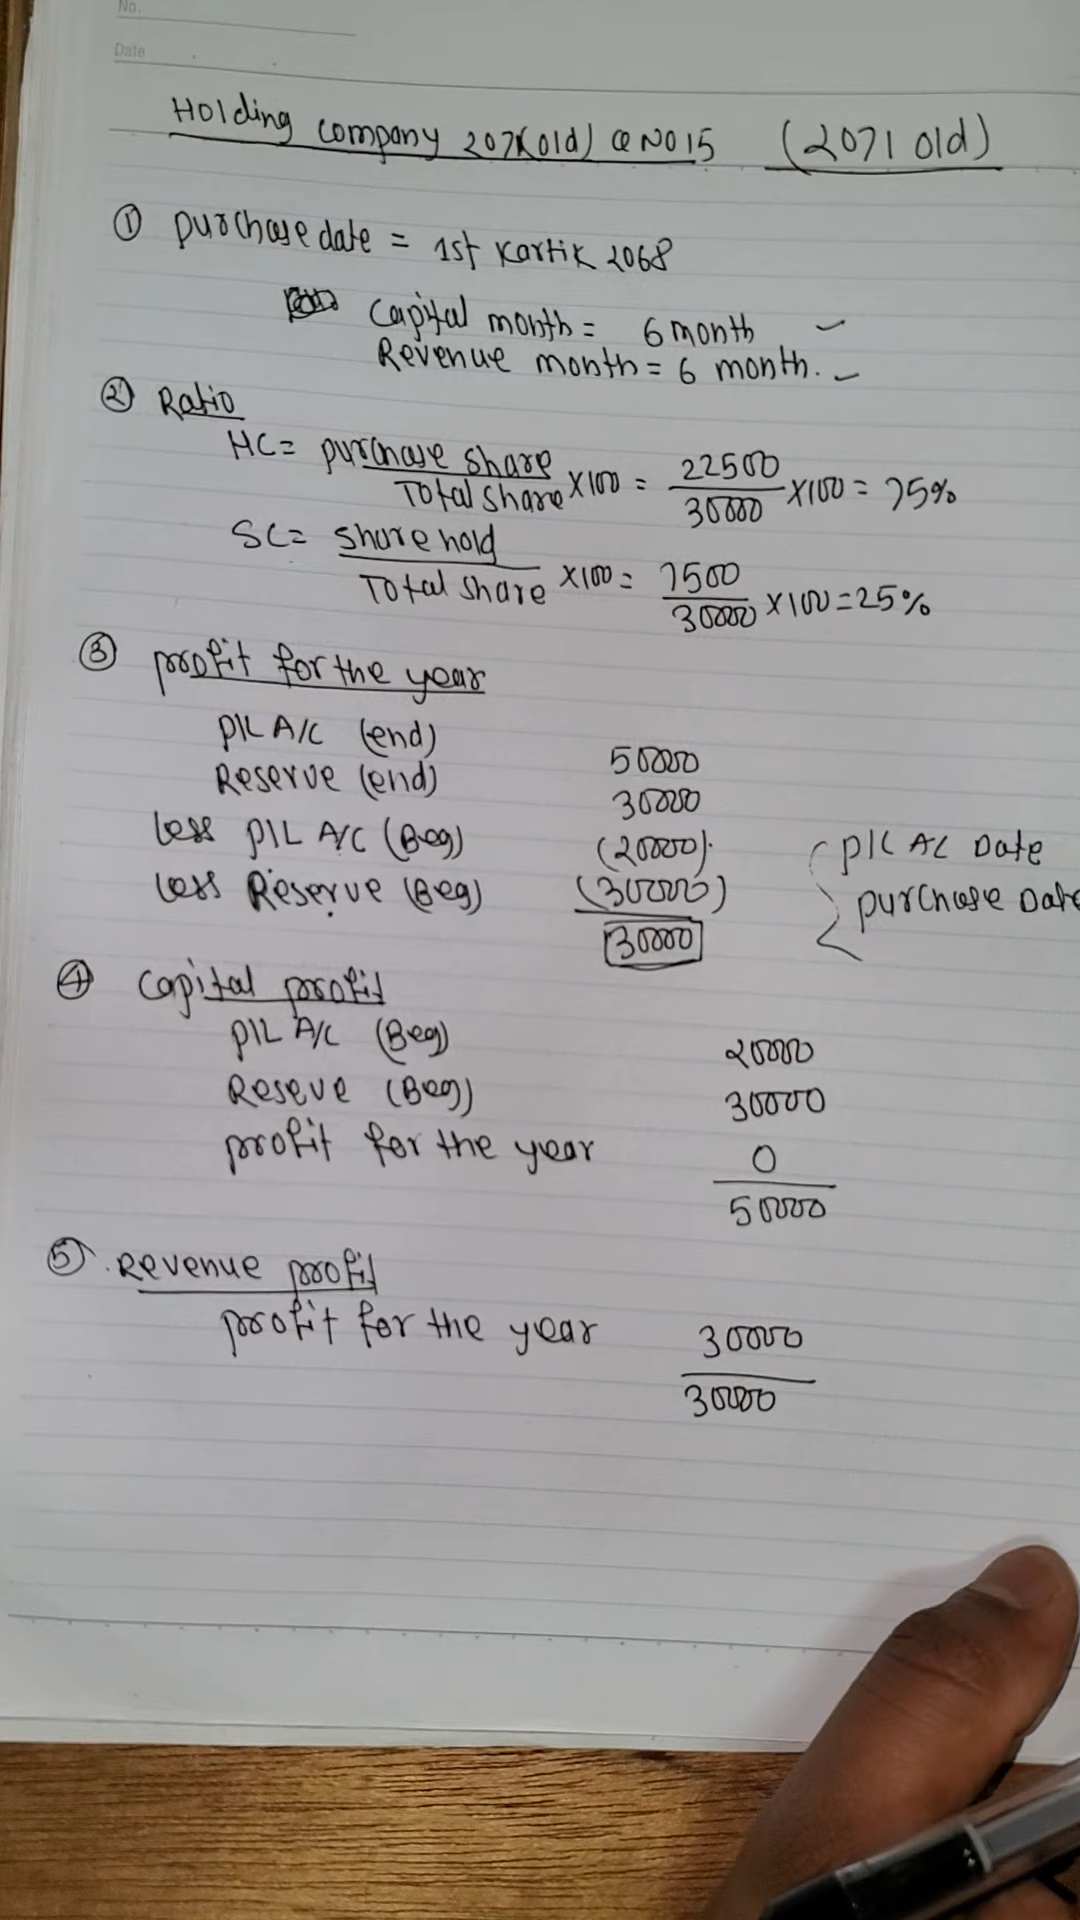 No.
Date
Holding company 2071(old) Q NO 15 (2071 old)
① purchase date = 1st Kartik 2068
Capital month = 6 month
Revenue month = 6 month.
② Ratio
HC = purchase share / Total share × 100 = 22500 / 30000 × 100 = 75%
SC = share hold / Total share × 100 = 7500 / 30000 × 100 = 25%
③ profit for the year
P/L A/C (end) 50000
Reserve (end) 30000
Less P/L A/C (Beg) (20000) P/L AC Date
Less Reserve (Beg) (30000) purchase Date
30000
④ Capital profit
P/L A/C (Beg) 20000
Reseve (Beg) 30000
profit for the year 0
50000
⑤ Revenue profit
profit for the year 30000
30000